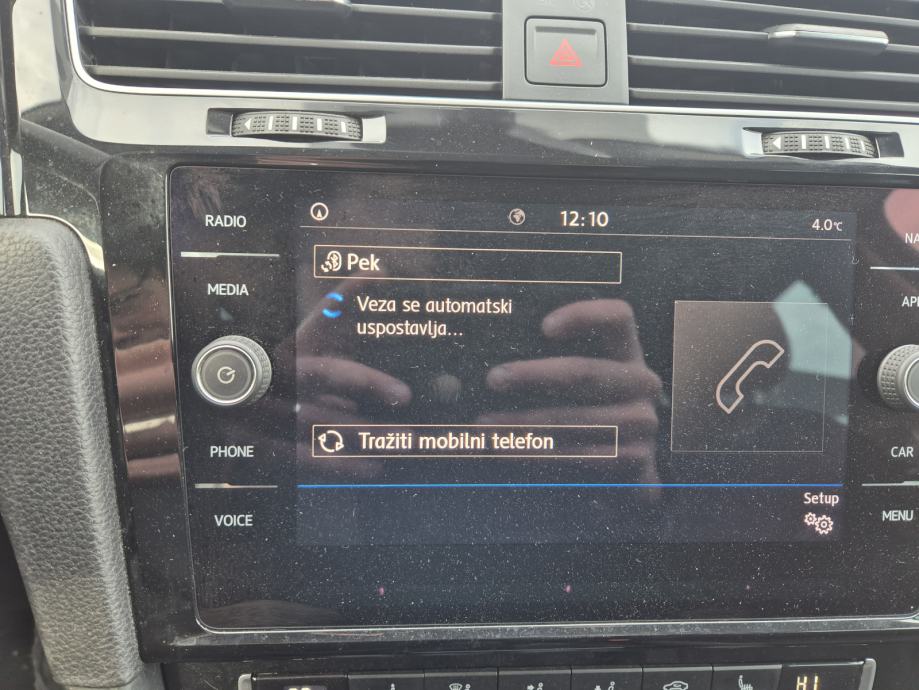 12:10
4.0°C
RADIO
Pek
MEDIA
Veza se automatski
uspostavlja...
PHONE
Tražiti mobilni telefon
CAR
Setup
VOICE
MENU
HI